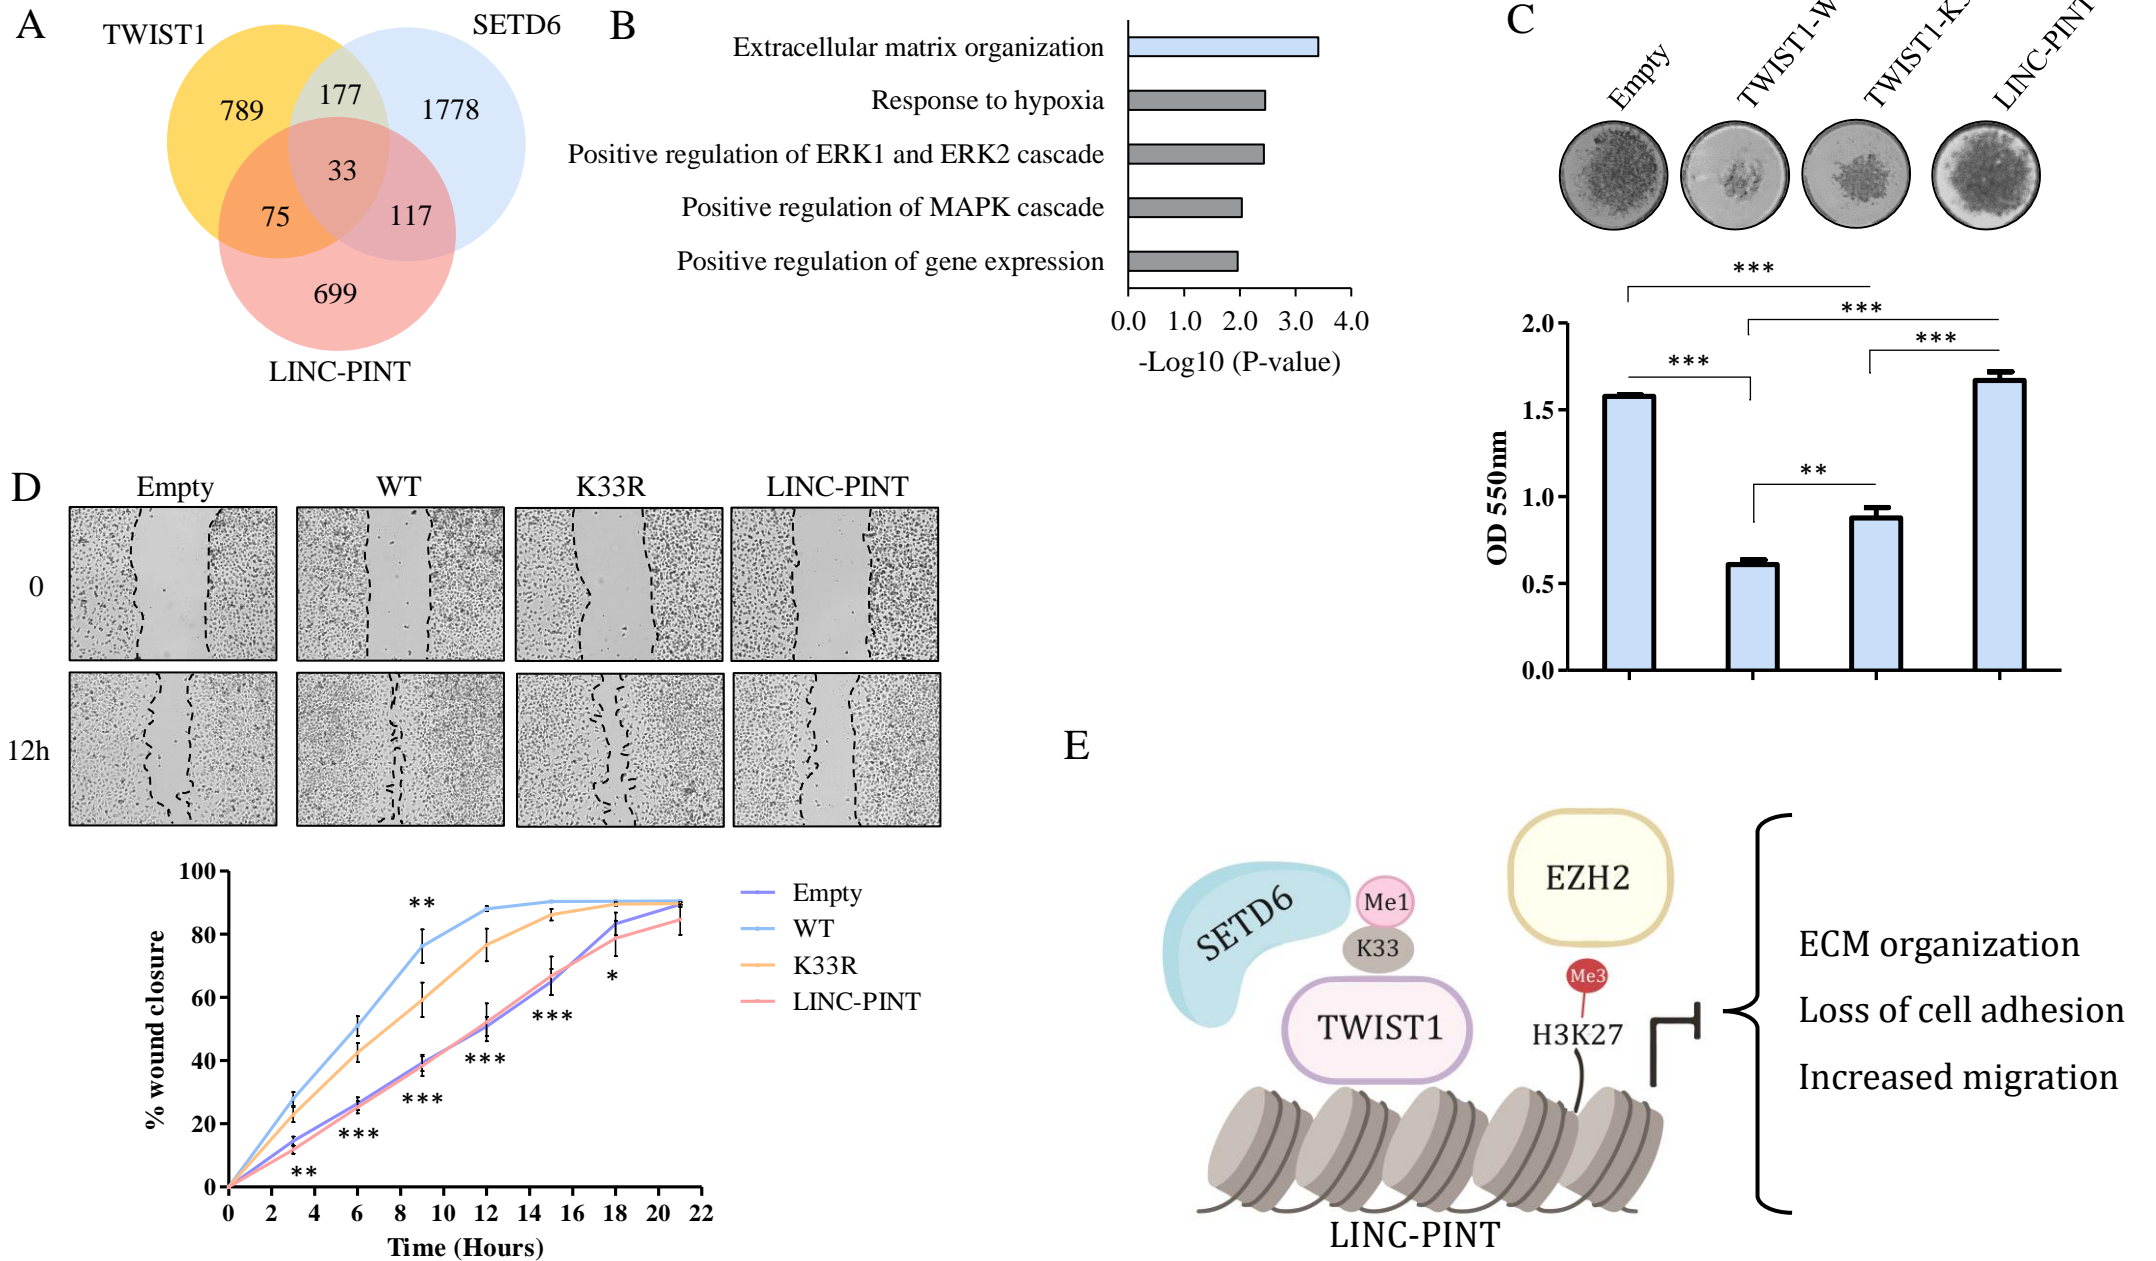 A
TWIST1
SETD6
177
789
1778
33
75
117
699
LINC-PINT
B
Extracellular matrix organization
Response to hypoxia
Positive regulation of ERK1 and ERK2 cascade
Positive regulation of MAPK cascade
Positive regulation of gene expression
0.0 1.0 2.0 3.0 4.0
-Log10 (P-value)
C
Empty
TWIST1-W
TWIST1-K3
LINC-PINT
***
***
***
***
**
2.0
1.5
1.0
0.5
0.0
OD 550nm
D
Empty WT K33R LINC-PINT
0
12h
100
80
60
40
20
0
% wound closure
**
*
***
***
***
***
**
0 2 4 6 8 10 12 14 16 18 20 22
Time (Hours)
Empty
WT
K33R
LINC-PINT
E
SETD6
Me1
K33
TWIST1
EZH2
Me3
H3K27
LINC-PINT
ECM organization
Loss of cell adhesion
Increased migration